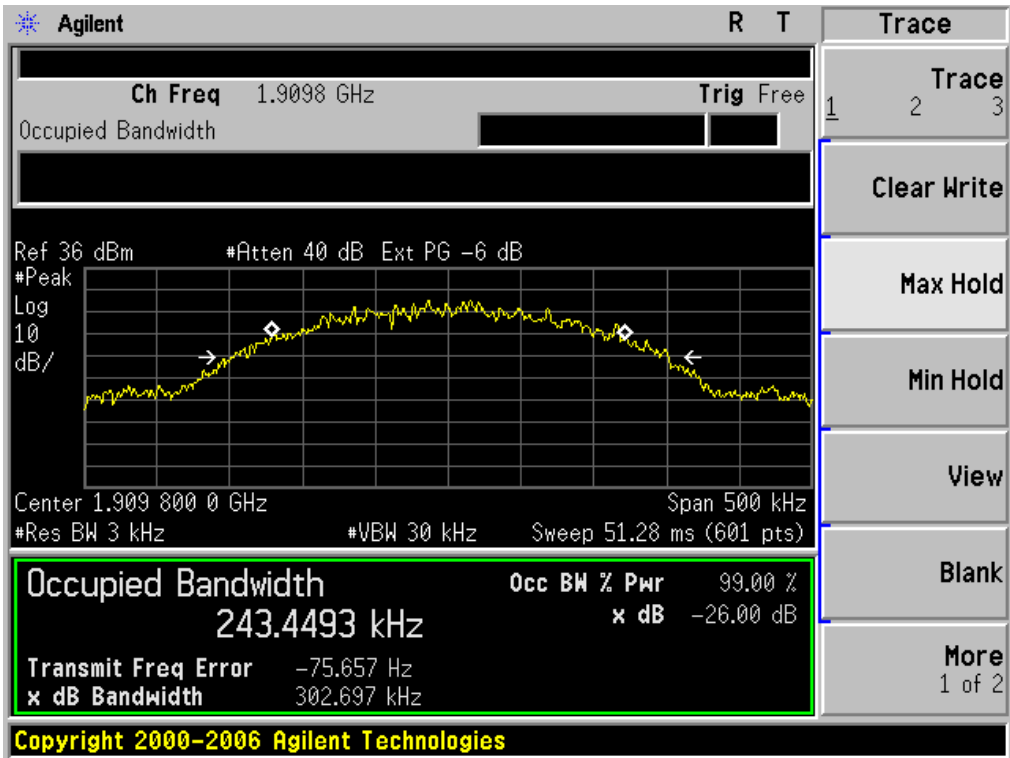 Agilent R T Trace
Ch Freq 1.9098 GHz Trig Free
Occupied Bandwidth
Trace
1 2 3
Clear Write
Max Hold
Min Hold
View
Blank
More
1 of 2
Ref 36 dBm #Atten 40 dB Ext PG -6 dB
#Peak
Log
10
dB/
Center 1.909 800 0 GHz Span 500 kHz
#Res BW 3 kHz #VBW 30 kHz Sweep 51.28 ms (601 pts)
Occupied Bandwidth Occ BW % Pwr 99.00 %
243.4493 kHz x dB -26.00 dB
Transmit Freq Error -75.657 Hz
x dB Bandwidth 302.697 kHz
Copyright 2000-2006 Agilent Technologies